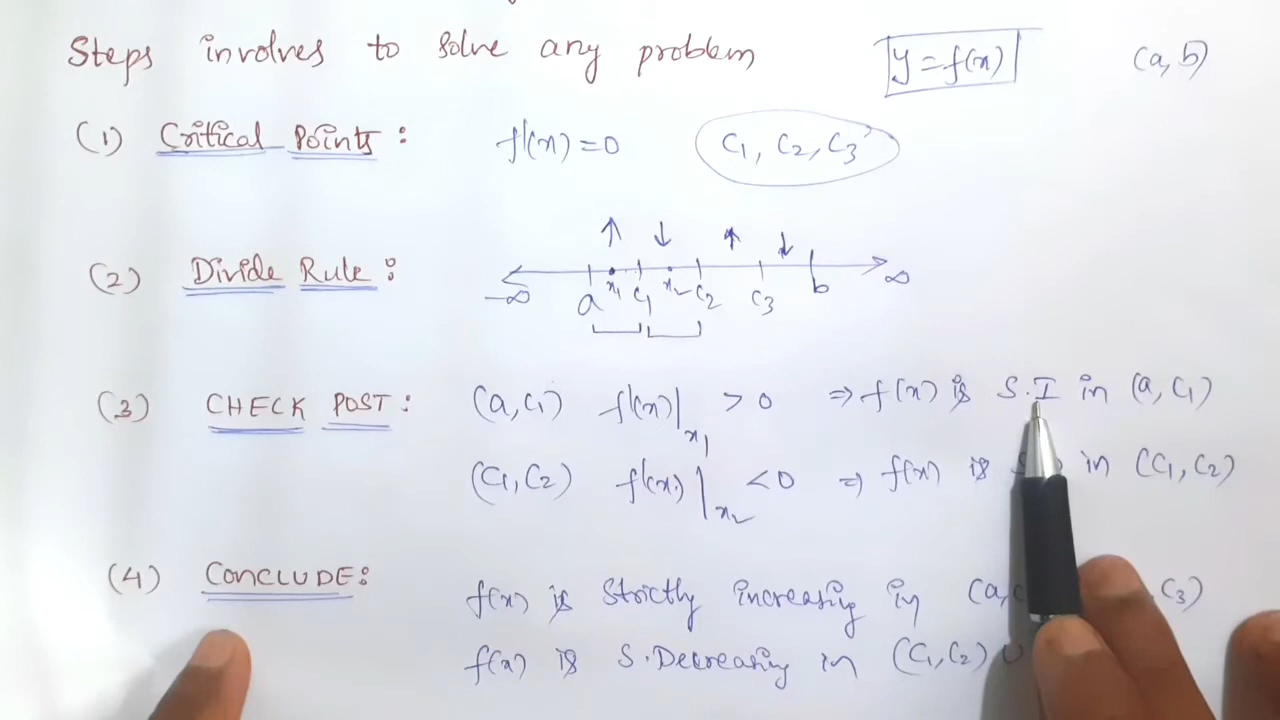 Steps involves to solve any problem y = f(x) (a, b)
(1) Critical Points : f'(x) = 0 C1, C2, C3
(2) Divide Rule : ↑ ↓ ↑ ↓
-∞ a x1 C1 x2 C2 C3 b ∞
(3) CHECK POST : (a, C1) f'(x)|x1 > 0 ⇒ f(x) is S.I in (a, C1)
(C1, C2) f'(x)|x2 < 0 ⇒ f(x) is in (C1, C2)
(4) CONCLUDE : f(x) is Strictly increasing in (a, C3)
f(x) is S.Decreasing in (C1, C2) ∪